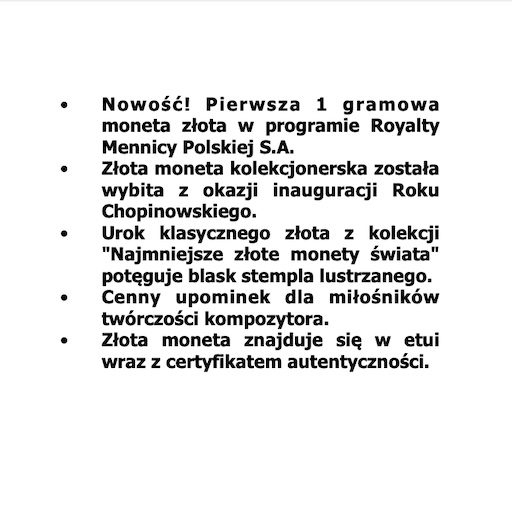 • Nowość! Pierwsza 1 gramowa
moneta złota w programie Royalty
Mennicy Polskiej S.A.
• Złota moneta kolekcjonerska została
wybita z okazji inauguracji Roku
Chopinowskiego.
• Urok klasycznego złota z kolekcji
"Najmniejsze złote monety świata"
potęguje blask stempla lustrzanego.
• Cenny upominek dla miłośników
twórczości kompozytora.
• Złota moneta znajduje się w etui
wraz z certyfikatem autentyczności.